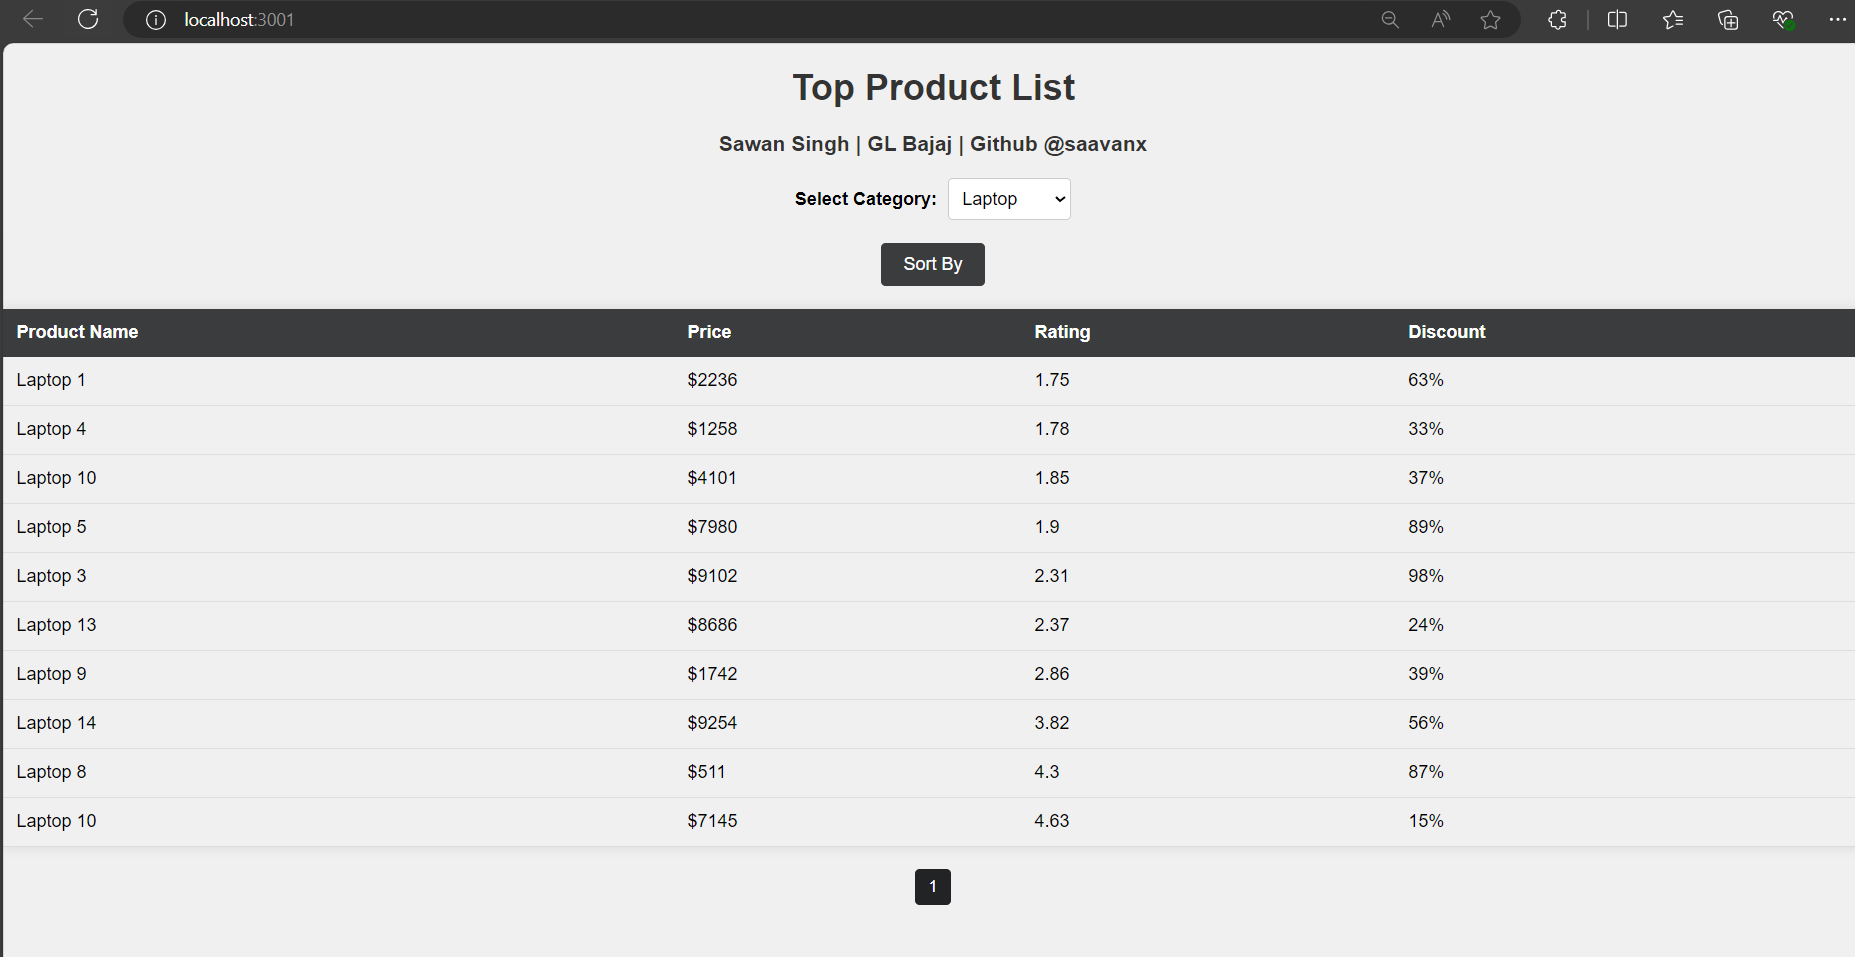 localhost:3001
Top Product List
Sawan Singh | GL Bajaj | Github @saavanx
Select Category: Laptop
Sort By
Product Name Price Rating Discount
Laptop 1 $2236 1.75 63%
Laptop 4 $1258 1.78 33%
Laptop 10 $4101 1.85 37%
Laptop 5 $7980 1.9 89%
Laptop 3 $9102 2.31 98%
Laptop 13 $8686 2.37 24%
Laptop 9 $1742 2.86 39%
Laptop 14 $9254 3.82 56%
Laptop 8 $511 4.3 87%
Laptop 10 $7145 4.63 15%
1